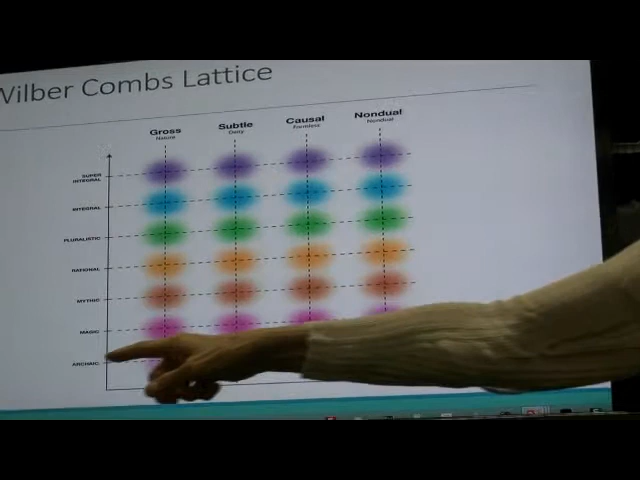 Wilber Combs Lattice
Gross Subtle Causal Nondual
Nature Deity Formless Nondual
SUPER
INTEGRAL
INTEGRAL
PLURALISTIC
RATIONAL
MYTHIC
MAGIC
ARCHAIC